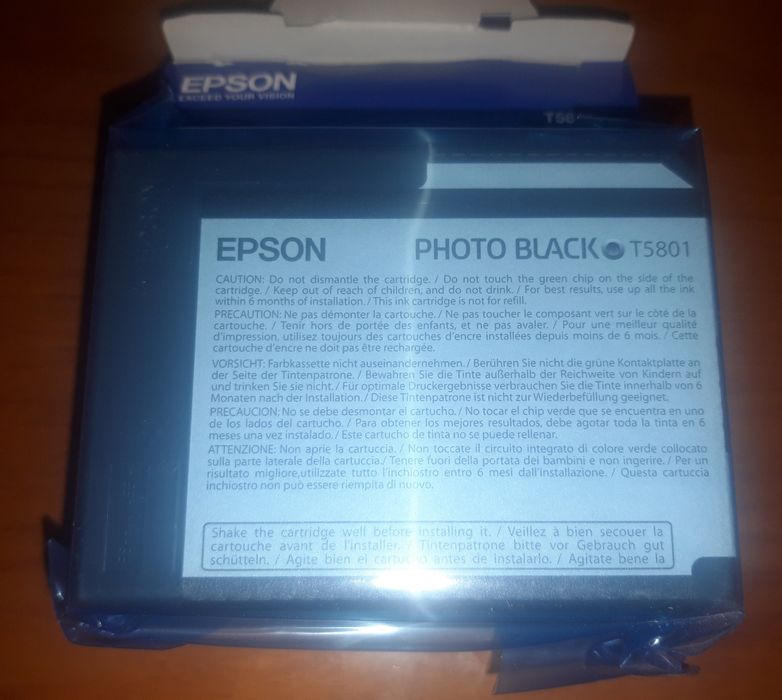 EPSON
EXCEED YOUR VISION
EPSON PHOTO BLACK T5801
CAUTION: Do not dismantle the cartridge. / Do not touch the green chip on the side of the
cartridge. / Keep out of reach of children, and do not drink. / For best results, use up all the ink
within 6 months of installation. / This ink cartridge is not for refill.
PRECAUTION: Ne pas démonter la cartouche. / Ne pas toucher le composant vert sur le côté de la
cartouche. / Tenir hors de portée des enfants, et ne pas avaler. / Pour une meilleur qualité
d'impression, utilisez toujours des cartouches d'encre installées depuis moins de 6 mois. / Cette
cartouche d'encre ne doit pas être rechargée.
VORSICHT: Farbkassette nicht auseinandernehmen. / Berühren Sie nicht die grüne Kontaktplatte an
der Seite der Tintenpatrone. / Bewahren Sie die Tinte außerhalb der Reichweite von Kindern auf
und trinken Sie sie nicht. / Für optimale Druckergebnisse verbrauchen Sie die Tinte innerhalb von 6
Monaten nach der Installation. / Diese Tintenpatrone ist nicht zur Wiederbefüllung geeignet.
PRECAUCION: No se debe desmontar el cartucho. / No tocar el chip verde que se encuentra en uno
de los lados del cartucho. / Para obtener los mejores resultados, debe agotar toda la tinta en 6
meses una vez instalado. / Este cartucho de tinta no se puede rellenar.
ATTENZIONE: Non aprie la cartuccia. / Non toccate il circuito integrato di colore verde collocato
sulla parte laterale della cartuccia./ Tenere fuori della portata dei bambini e non ingerire. / Per un
risultato migliore,utilizzate tutto l'inchiostro entro 6 mesi dall'installazione. / Questa cartuccia
inchiostro non può essere riempita di nuovo.
Shake the cartridge well before installing it. / Veillez à bien secouer la
cartouche avant de l'installer. / Tintenpatrone bitte vor Gebrauch gut
schütteln. / Agite bien el cartucho antes de instalarlo. / Agitate bene la